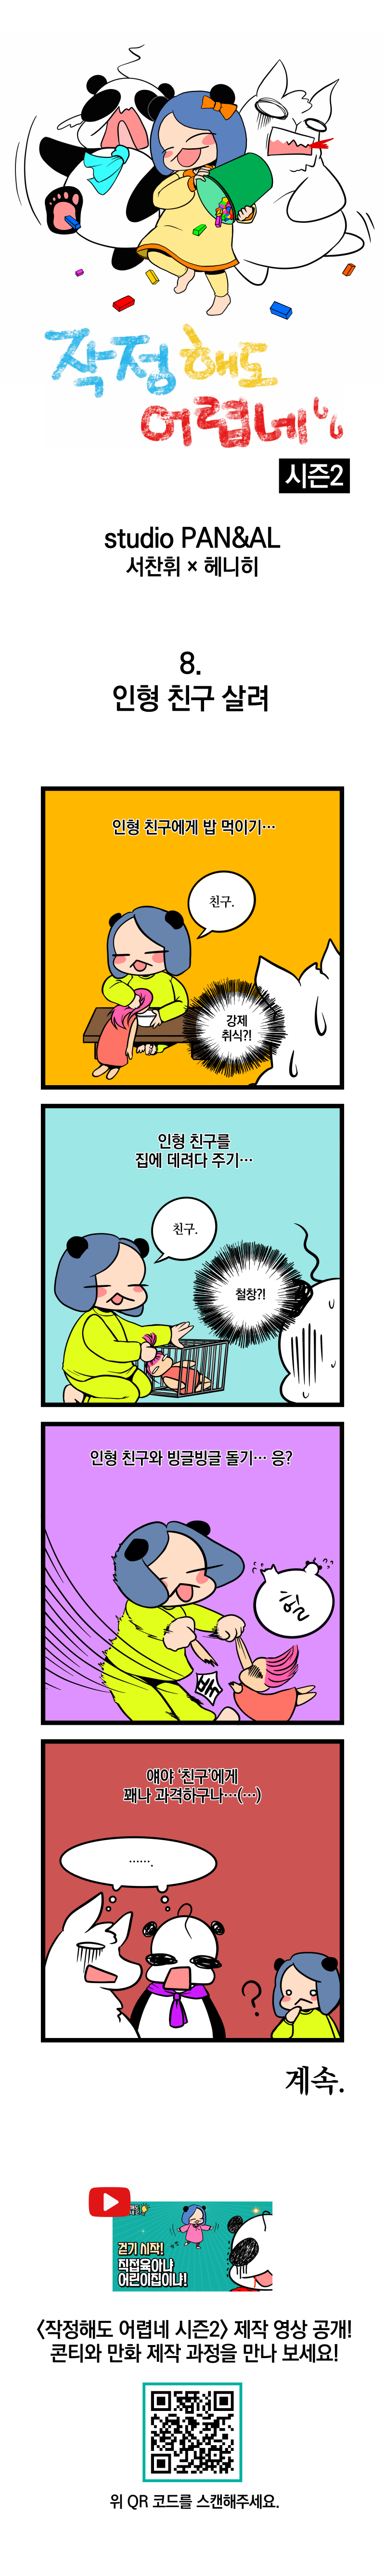 작정해도
어렵네
시즌2
studio PAN&AL
서찬휘 × 헤니히
8.
인형 친구 살려
인형 친구에게 밥 먹이기…
친구.
강제
취식?!
인형 친구를
집에 데려다 주기…
친구.
철창?!
인형 친구와 빙글빙글 돌기… 응?
힐
뽁
얘야 ‘친구’에게
꽤나 과격하구나…(…)
…….
?
계속.
걷기 시작!
직접육아냐
어린이집이냐!
<작정해도 어렵네 시즌2> 제작 영상 공개!
콘티와 만화 제작 과정을 만나 보세요!
위 QR 코드를 스캔해주세요.